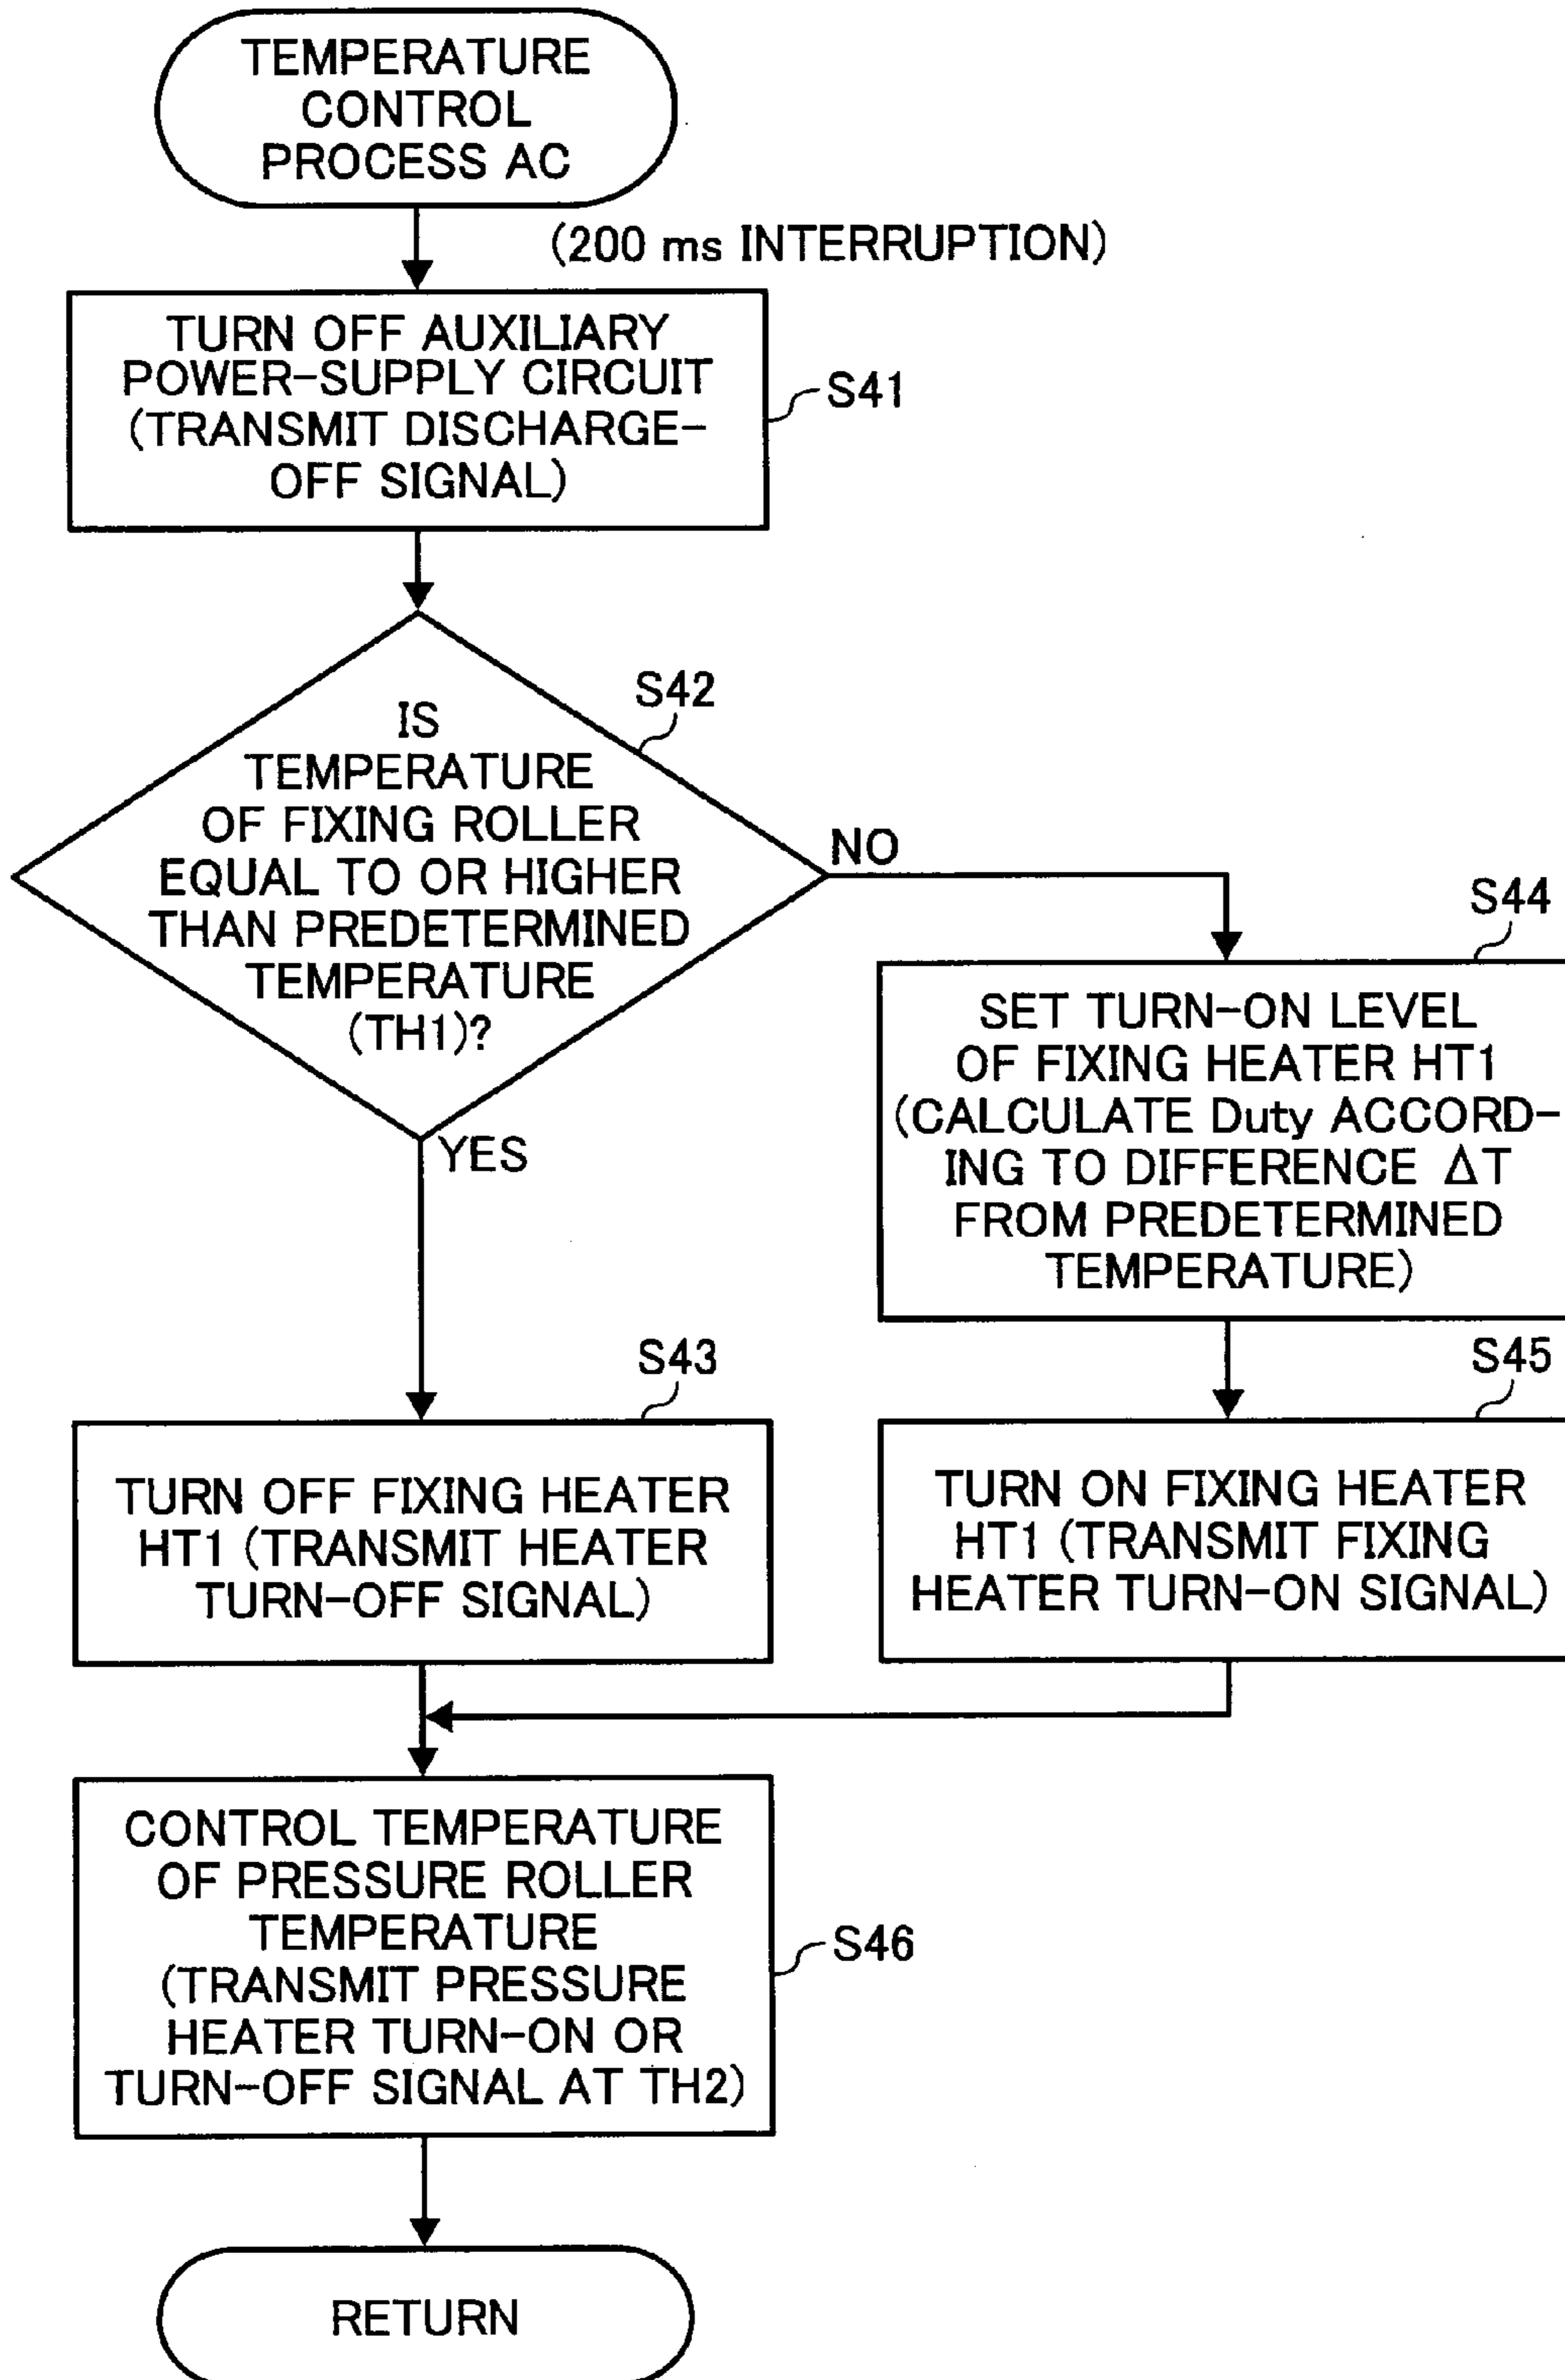 TEMPERATURE
CONTROL
PROCESS AC
(200 ms INTERRUPTION)
TURN OFF AUXILIARY
POWER-SUPPLY CIRCUIT
(TRANSMIT DISCHARGE-
OFF SIGNAL)
S41
S42
IS
TEMPERATURE
OF FIXING ROLLER
EQUAL TO OR HIGHER
THAN PREDETERMINED
TEMPERATURE
(TH1)?
NO
YES
S44
SET TURN-ON LEVEL
OF FIXING HEATER HT1
(CALCULATE Duty ACCORD-
ING TO DIFFERENCE ΔT
FROM PREDETERMINED
TEMPERATURE)
S43
TURN OFF FIXING HEATER
HT1 (TRANSMIT HEATER
TURN-OFF SIGNAL)
S45
TURN ON FIXING HEATER
HT1 (TRANSMIT FIXING
HEATER TURN-ON SIGNAL)
CONTROL TEMPERATURE
OF PRESSURE ROLLER
TEMPERATURE
(TRANSMIT PRESSURE
HEATER TURN-ON OR
TURN-OFF SIGNAL AT TH2)
S46
RETURN